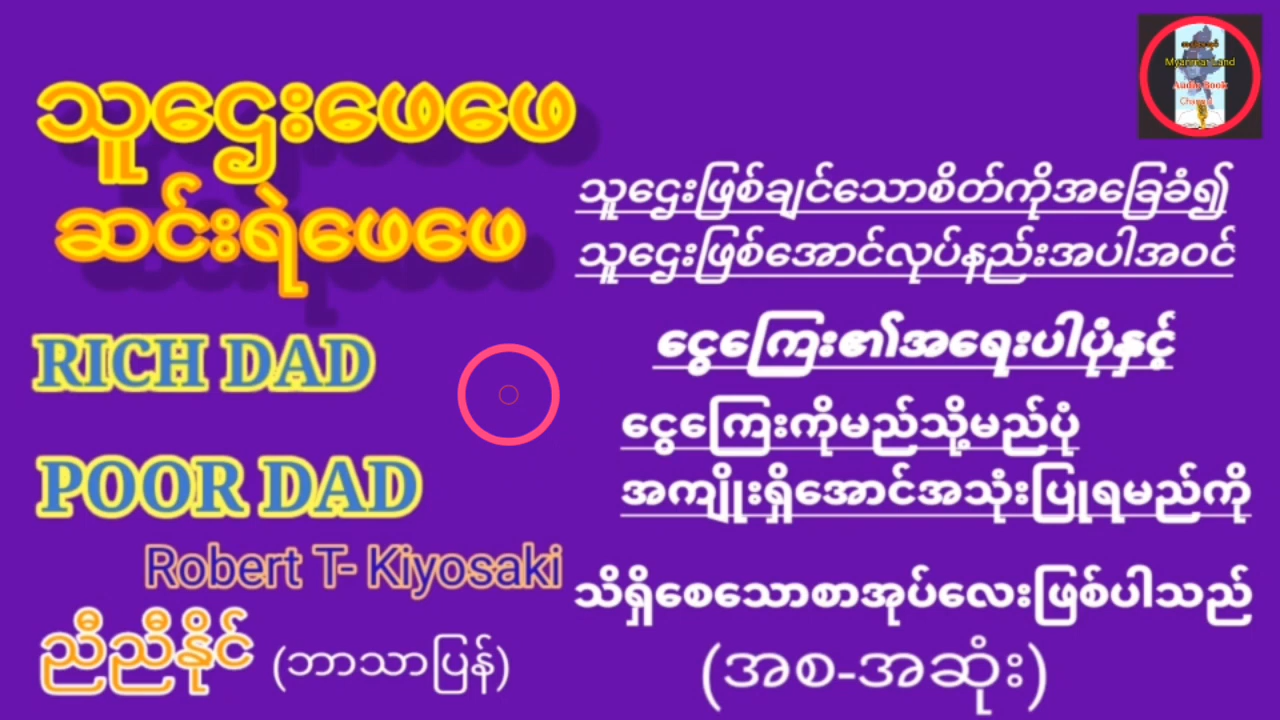 သူဌေးဖေဖေ
ဆင်းရဲဖေဖေ
RICH DAD
POOR DAD
Robert T- Kiyosaki
ညီညီနိုင် (ဘာသာပြန်)
Myanmar Land
Audio Book
Channel
သူဌေးဖြစ်ချင်သောစိတ်ကိုအခြေခံ၍
သူဌေးဖြစ်အောင်လုပ်နည်းအပါအဝင်
ငွေကြေး၏အရေးပါပုံနှင့်
ငွေကြေးကိုမည်သို့မည်ပုံ
အကျိုးရှိအောင်အသုံးပြုရမည်ကို
သိရှိစေသောစာအုပ်လေးဖြစ်ပါသည်
(အစ-အဆုံး)